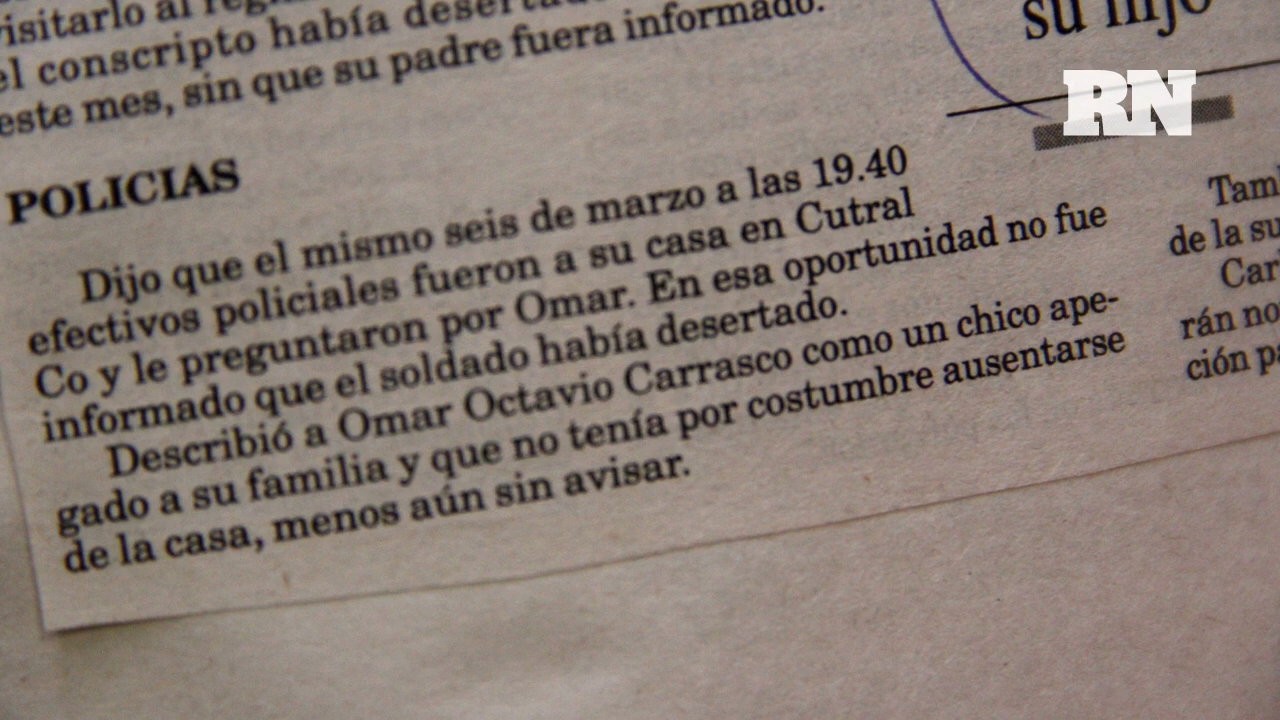 visitarlo al
el conscripto había
este mes, sin que su padre fuera informado.
POLICIAS
Dijo que el mismo seis de marzo a las 19.40
efectivos policiales fueron a su casa en Cutral
Co y le preguntaron por Omar. En esa oportunidad no fue
informado que el soldado había desertado.
Describió a Omar Octavio Carrasco como un chico ape-
gado a su familia y que no tenía por costumbre ausentarse
de la casa, menos aún sin avisar.
su hijo
RN
de la su
rán no
ción